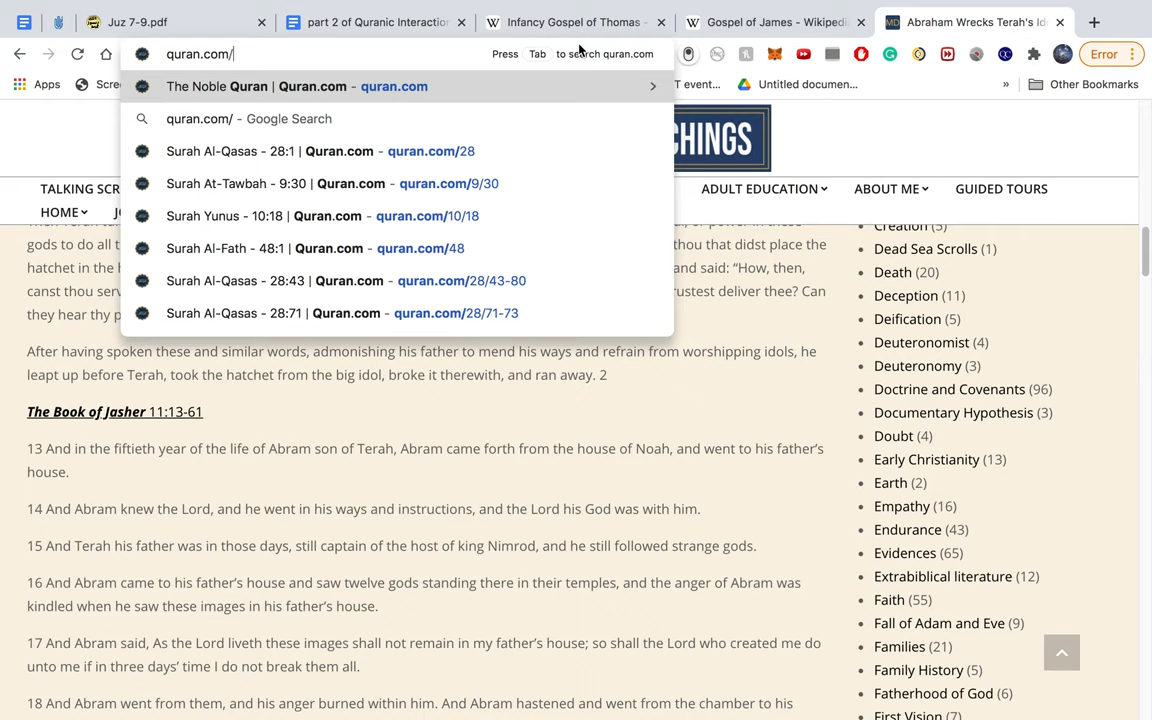 Juz 7-9.pdf
part 2 of Quranic Interaction
Infancy Gospel of Thomas -
Gospel of James - Wikipedi
Abraham Wrecks Terah's Id
quran.com/
Press Tab to search quran.com
Error
Apps
Scree
T event...
Untitled documen...
»
Other Bookmarks
The Noble Quran | Quran.com - quran.com
quran.com/ - Google Search
Surah Al-Qasas - 28:1 | Quran.com - quran.com/28
Surah At-Tawbah - 9:30 | Quran.com - quran.com/9/30
Surah Yunus - 10:18 | Quran.com - quran.com/10/18
Surah Al-Fath - 48:1 | Quran.com - quran.com/48
Surah Al-Qasas - 28:43 | Quran.com - quran.com/28/43-80
Surah Al-Qasas - 28:71 | Quran.com - quran.com/28/71-73
CHINGS
TALKING SCR
ADULT EDUCATION
ABOUT ME
GUIDED TOURS
HOME
gods to do all t
thou that didst place the
hatchet in the h
and said: “How, then,
canst thou serv
trustest deliver thee? Can
they hear thy p
After having spoken these and similar words, admonishing his father to mend his ways and refrain from worshipping idols, he
leapt up before Terah, took the hatchet from the big idol, broke it therewith, and ran away. 2
The Book of Jasher 11:13-61
13 And in the fiftieth year of the life of Abram son of Terah, Abram came forth from the house of Noah, and went to his father’s
house.
14 And Abram knew the Lord, and he went in his ways and instructions, and the Lord his God was with him.
15 And Terah his father was in those days, still captain of the host of king Nimrod, and he still followed strange gods.
16 And Abram came to his father’s house and saw twelve gods standing there in their temples, and the anger of Abram was
kindled when he saw these images in his father’s house.
17 And Abram said, As the Lord liveth these images shall not remain in my father’s house; so shall the Lord who created me do
unto me if in three days’ time I do not break them all.
18 And Abram went from them, and his anger burned within him. And Abram hastened and went from the chamber to his
Creation (5)
Dead Sea Scrolls (1)
Death (20)
Deception (11)
Deification (5)
Deuteronomist (4)
Deuteronomy (3)
Doctrine and Covenants (96)
Documentary Hypothesis (3)
Doubt (4)
Early Christianity (13)
Earth (2)
Empathy (16)
Endurance (43)
Evidences (65)
Extrabiblical literature (12)
Faith (55)
Fall of Adam and Eve (9)
Families (21)
Family History (5)
Fatherhood of God (6)
First Vision (7)